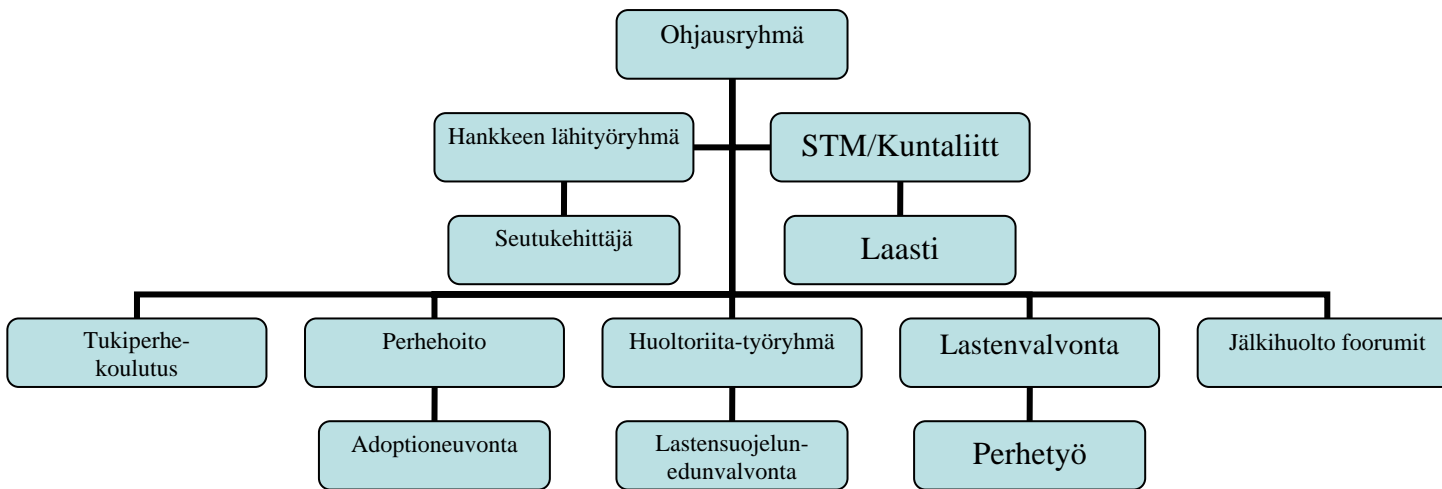 Ohjausryhmä
Hankkeen lähityöryhmä
STM/Kuntaliitt
Seutukehittäjä
Laasti
Tukiperhe-
koulutus
Perhehoito
Huoltoriita-työryhmä
Lastenvalvonta
Jälkihuolto foorumit
Adoptioneuvonta
Lastensuojelun-
edunvalvonta
Perhetyö